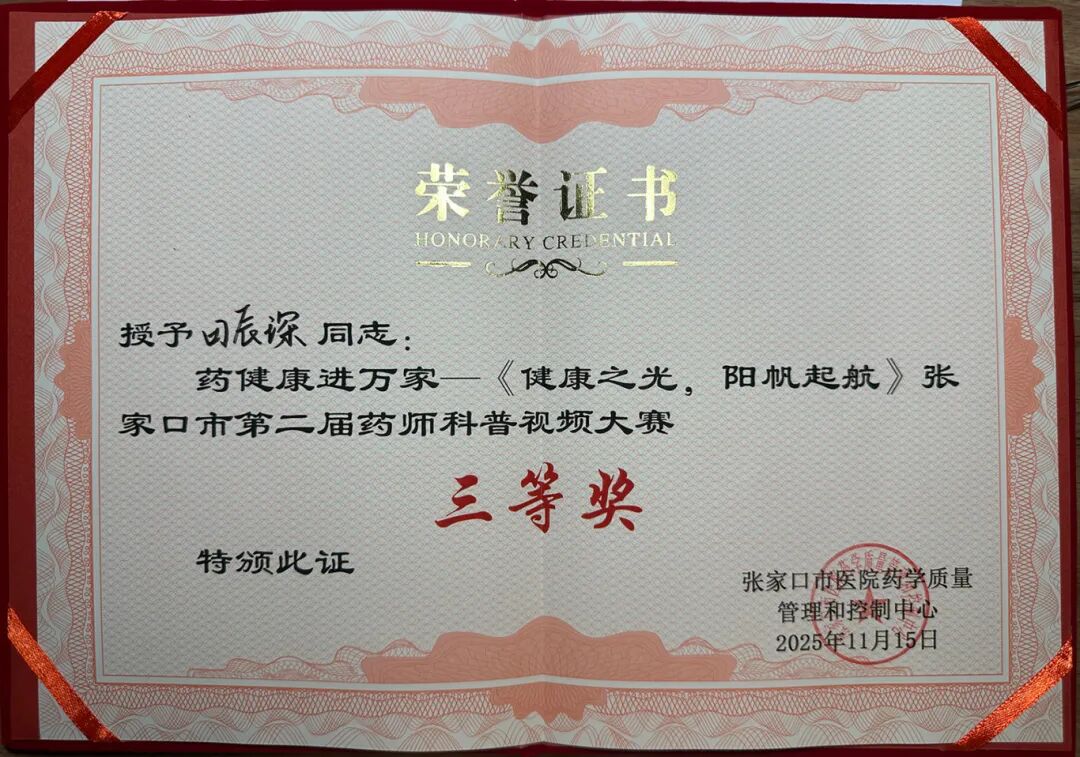 荣誉证书
HONORARY CREDENTIAL
授予田辰深同志：
药健康进万家—《健康之光，阳帆起航》张
家口市第二届药师科普视频大赛
三等奖
特颁此证
张家口市医院药学质量
管理和控制中心
2025年11月15日